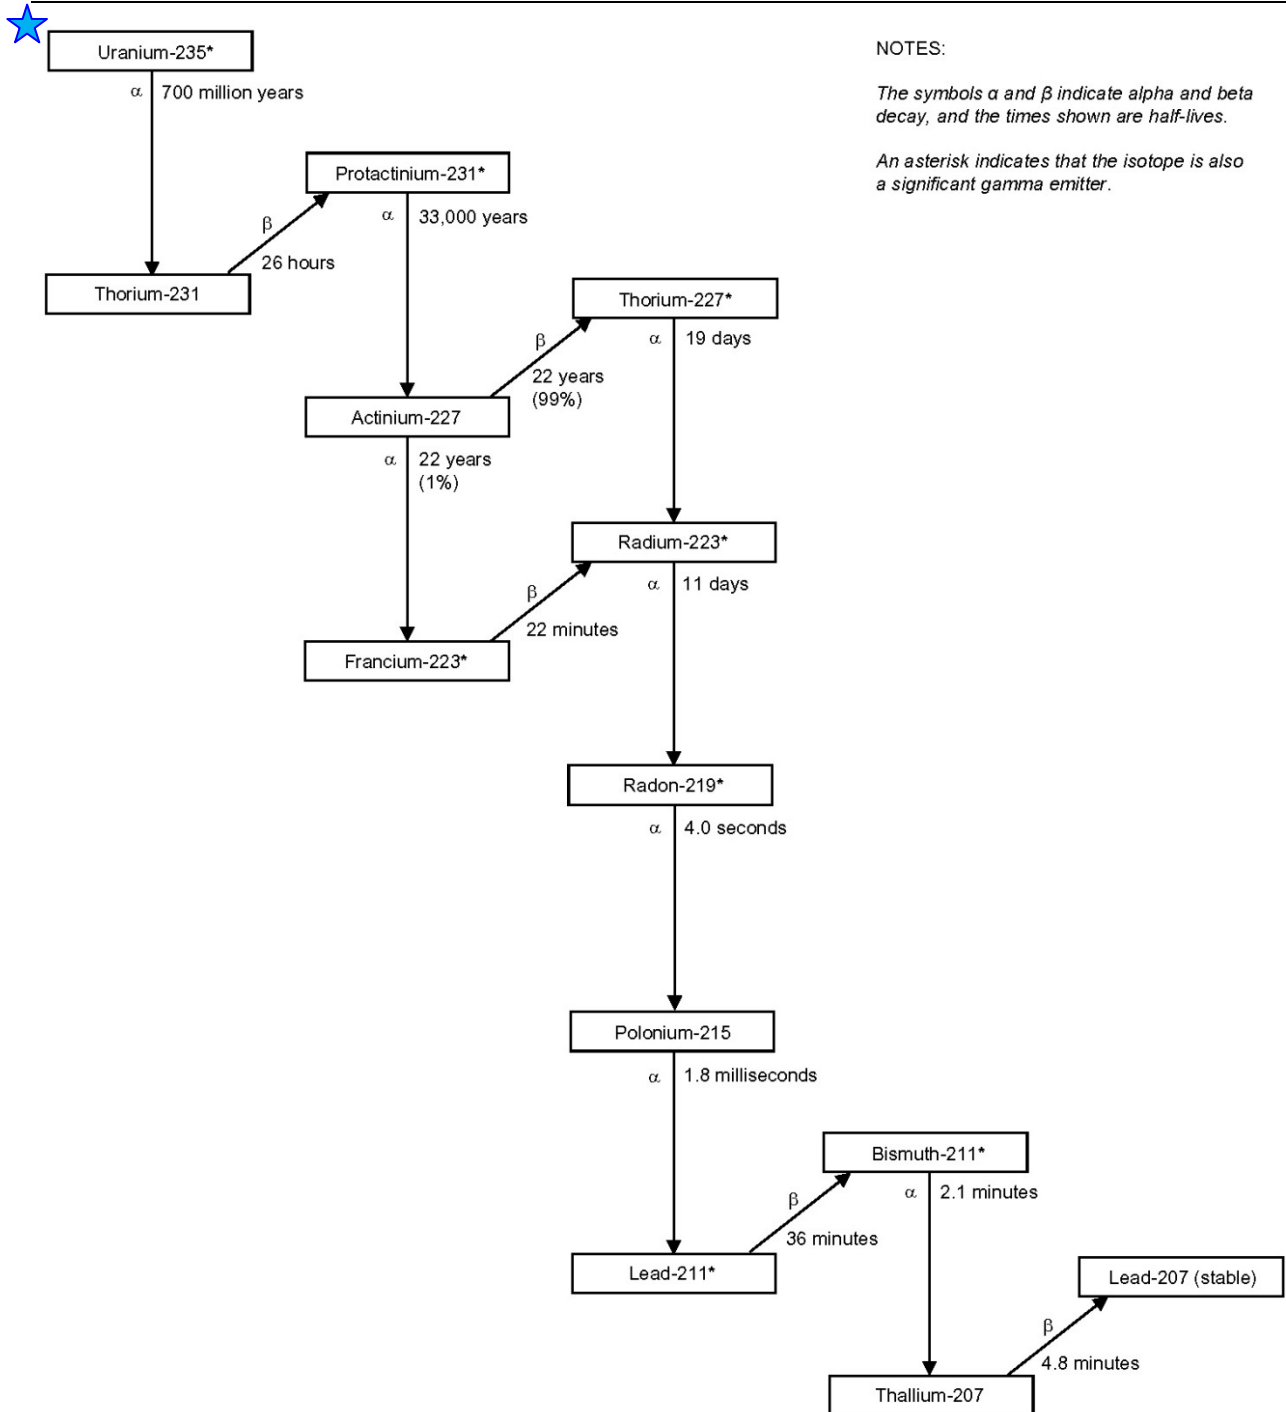 Uranium-235*
α 700 million years
NOTES:
The symbols α and β indicate alpha and beta
decay, and the times shown are half-lives.
An asterisk indicates that the isotope is also
a significant gamma emitter.
Protactinium-231*
α 33,000 years
β
26 hours
Thorium-231
Thorium-227*
α 19 days
β
22 years
(99%)
Actinium-227
α 22 years
(1%)
Radium-223*
α 11 days
β
22 minutes
Francium-223*
Radon-219*
α 4.0 seconds
Polonium-215
α 1.8 milliseconds
Bismuth-211*
α 2.1 minutes
β
36 minutes
Lead-211*
Lead-207 (stable)
β
4.8 minutes
Thallium-207